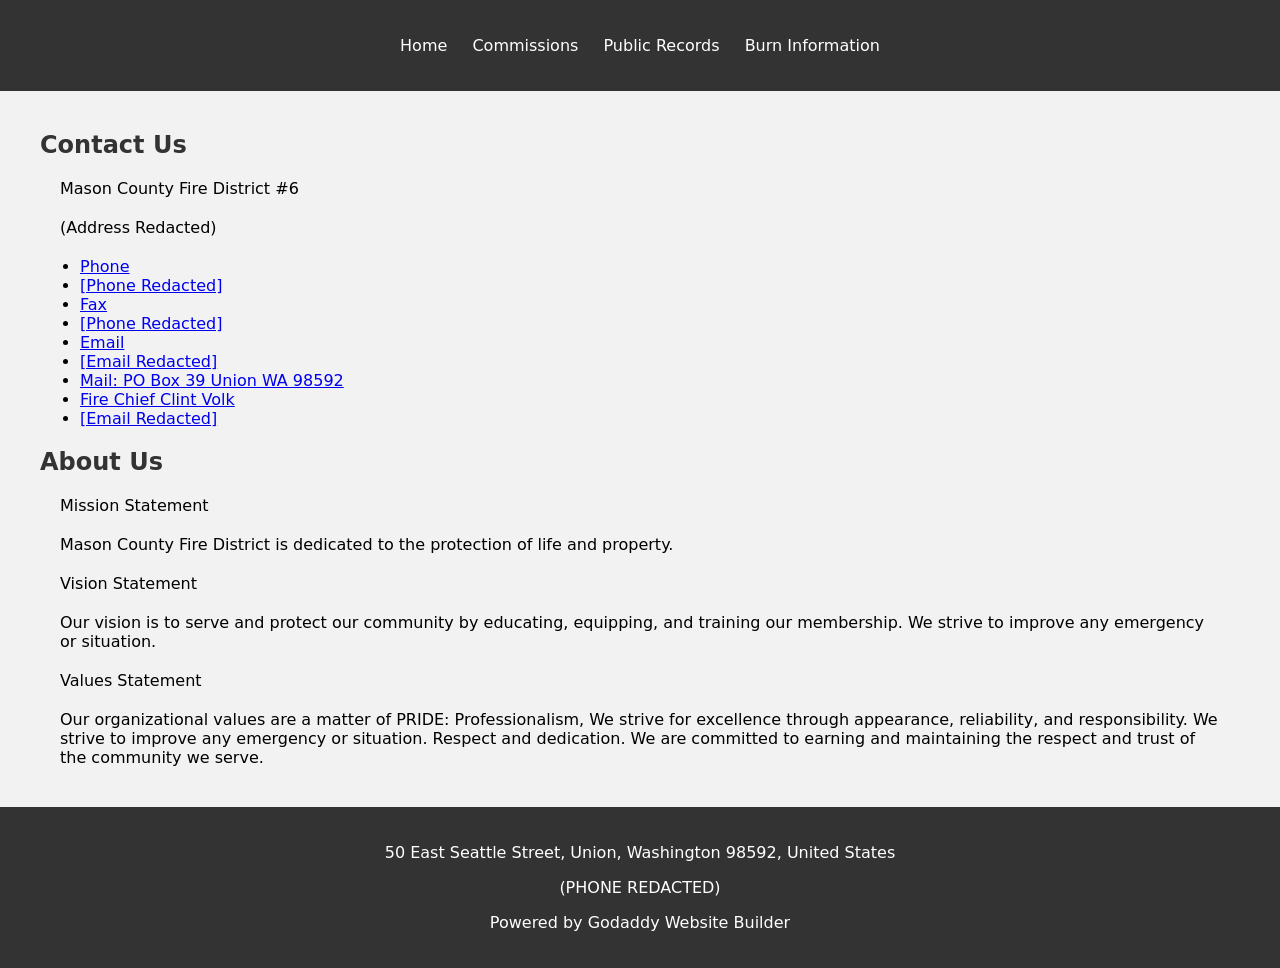 Home Commissions Public Records Burn Information
Contact Us
Mason County Fire District #6
(Address Redacted)
Phone
[Phone Redacted]
Fax
[Phone Redacted]
Email
[Email Redacted]
Mail: PO Box 39 Union WA 98592
Fire Chief Clint Volk
[Email Redacted]
About Us
Mission Statement
Mason County Fire District is dedicated to the protection of life and property.
Vision Statement
Our vision is to serve and protect our community by educating, equipping, and training our membership. We strive to improve any emergency
or situation.
Values Statement
Our organizational values are a matter of PRIDE: Professionalism, We strive for excellence through appearance, reliability, and responsibility. We
strive to improve any emergency or situation. Respect and dedication. We are committed to earning and maintaining the respect and trust of
the community we serve.
50 East Seattle Street, Union, Washington 98592, United States
(PHONE REDACTED)
Powered by Godaddy Website Builder